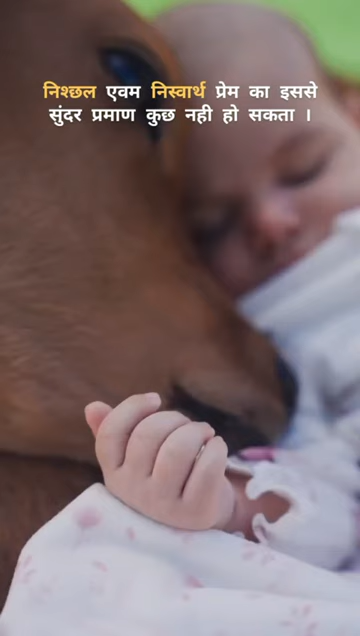 निश्छल एवम निस्वार्थ प्रेम का इससे
सुंदर प्रमाण कुछ नही हो सकता ।